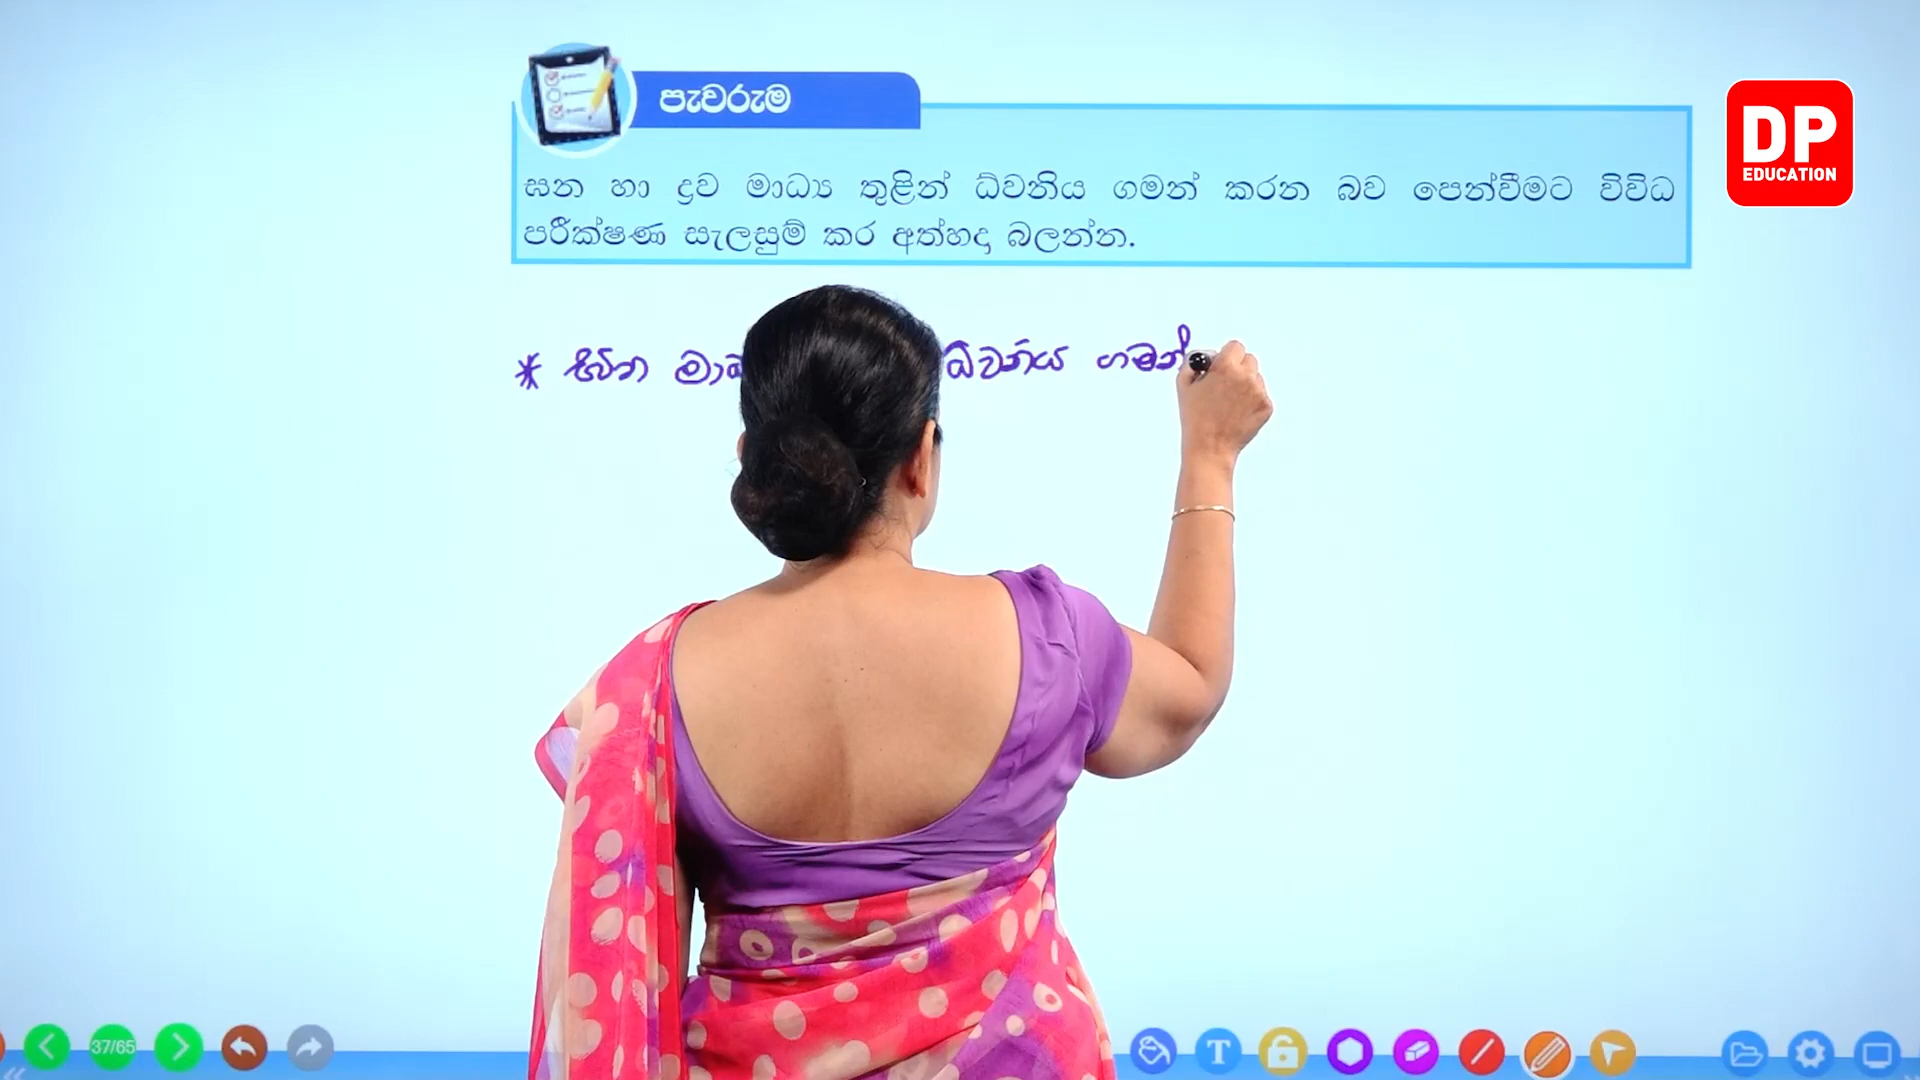 පැවරුම
ඝන හා ද්‍රව මාධ්‍ය තුළින් ධ්වනිය ගමන් කරන බව පෙන්වීමට විවිධ
පරීක්ෂණ සැලසුම් කර අත්හදා බලන්න.
DP
EDUCATION
* ඝන ධ්වනිය ගමන්
37/65
T